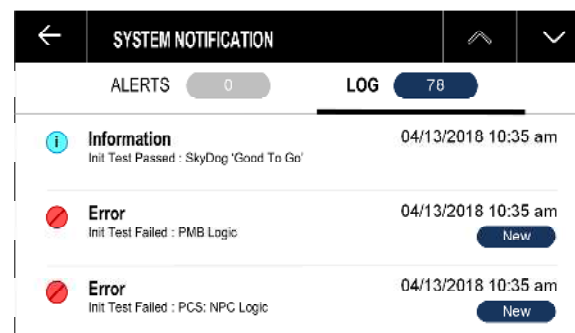 SYSTEM NOTIFICATION
ALERTS 0 LOG 78
Information 04/13/2018 10:35 am
Init Test Passed : SkyDog 'Good To Go'
Error 04/13/2018 10:35 am
Init Test Failed : PMB Logic New
Error 04/13/2018 10:35 am
Init Test Failed : PCS: NPC Logic New